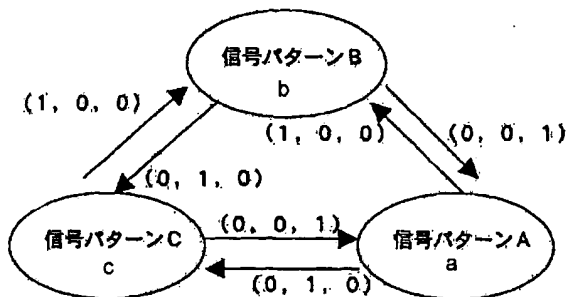 信号パターンB
b
(1, 0, 0)
(1, 0, 0)
(0, 0, 1)
(0, 1, 0)
信号パターンC
c
(0, 0, 1)
信号パターンA
a
(0, 1, 0)